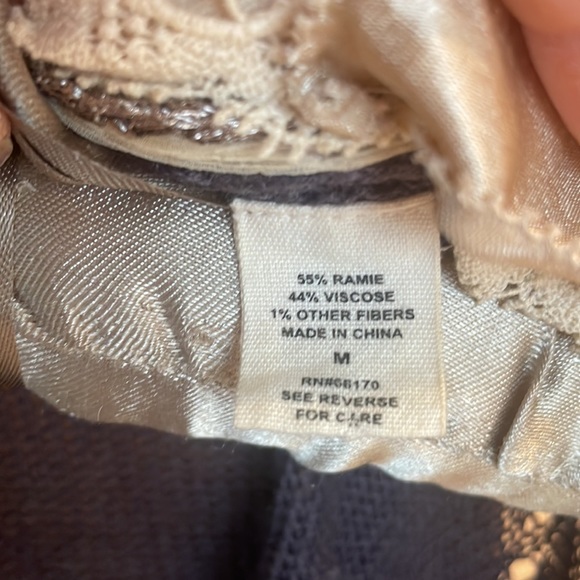 55% RAMIE
44% VISCOSE
1% OTHER FIBERS
MADE IN CHINA
M
RN#66170
SEE REVERSE
FOR CARE